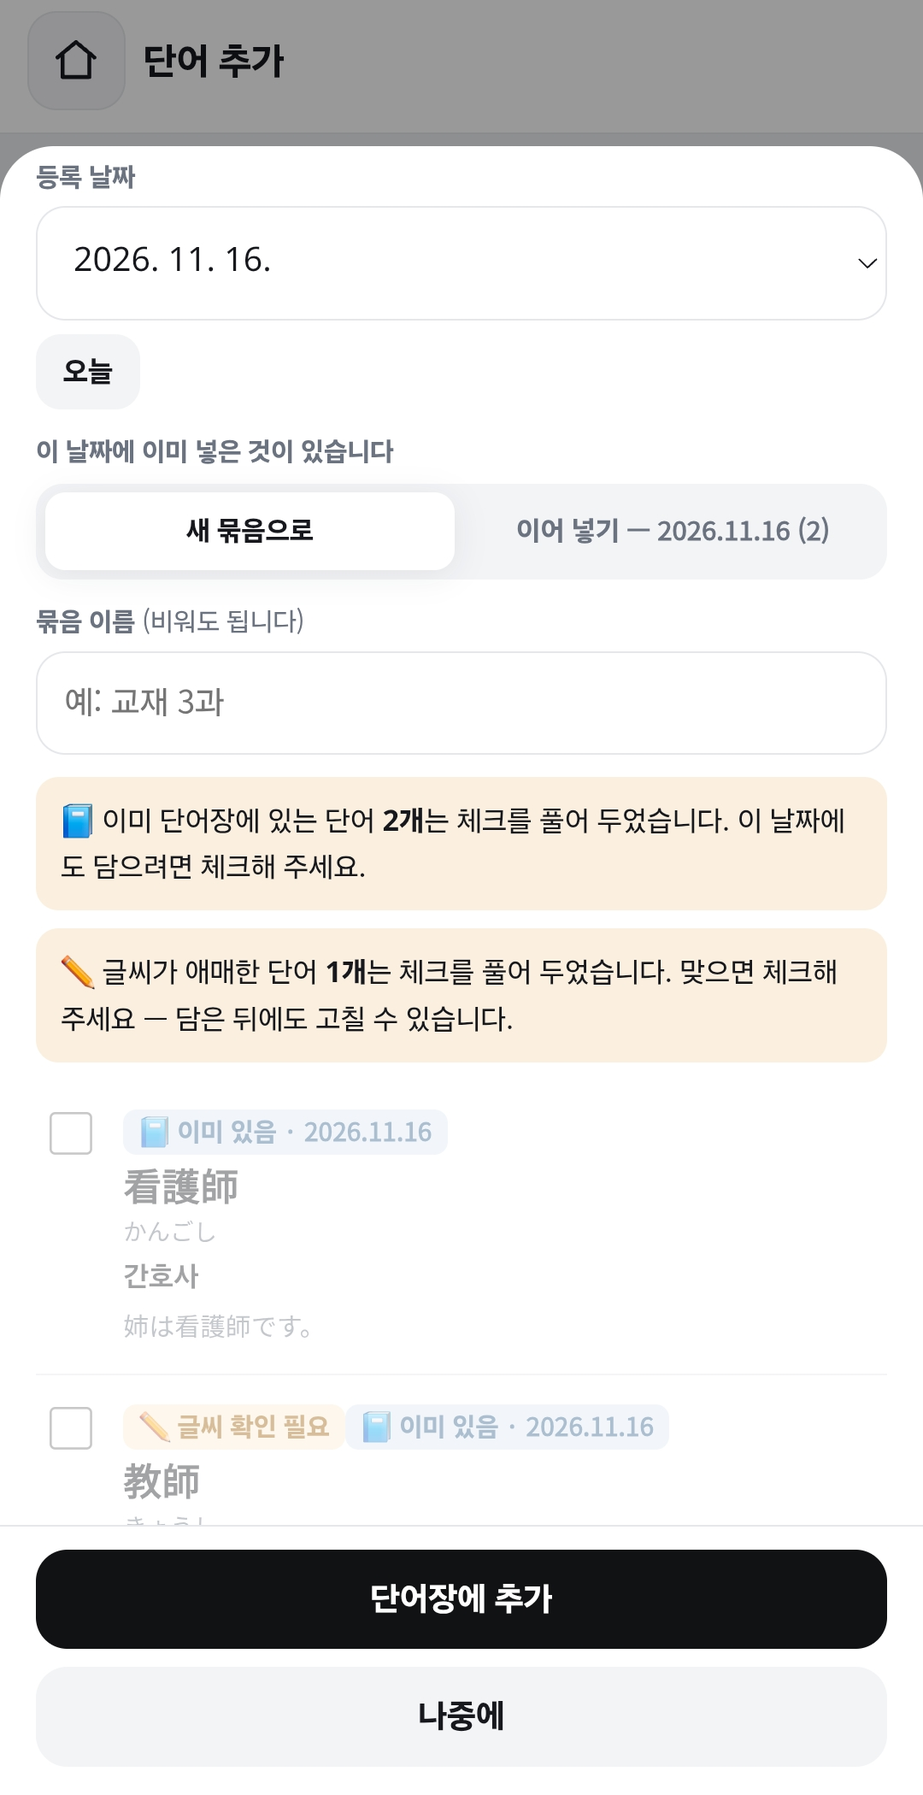 단어 추가
등록 날짜
2026. 11. 16.
오늘
이 날짜에 이미 넣은 것이 있습니다
새 묶음으로
이어 넣기 — 2026.11.16 (2)
묶음 이름 (비워도 됩니다)
예: 교재 3과
📘 이미 단어장에 있는 단어 2개는 체크를 풀어 두었습니다. 이 날짜에
도 담으려면 체크해 주세요.
✏️ 글씨가 애매한 단어 1개는 체크를 풀어 두었습니다. 맞으면 체크해
주세요 — 담은 뒤에도 고칠 수 있습니다.
📘 이미 있음 · 2026.11.16
看護師
かんごし
간호사
姉は看護師です。
✏️ 글씨 확인 필요 📘 이미 있음 · 2026.11.16
教師
きょうし
단어장에 추가
나중에